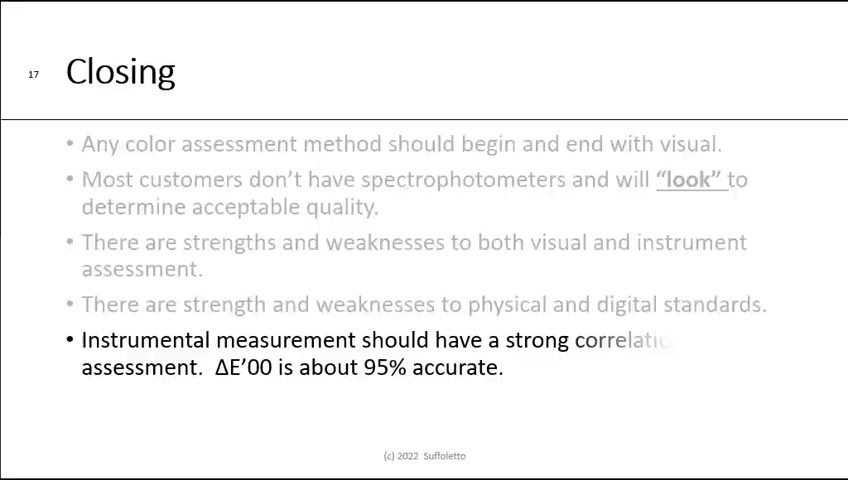 17
Closing
• Any color assessment method should begin and end with visual.
• Most customers don’t have spectrophotometers and will “look” to
determine acceptable quality.
• There are strengths and weaknesses to both visual and instrument
assessment.
• There are strength and weaknesses to physical and digital standards.
• Instrumental measurement should have a strong
assessment. ΔE’00 is about 95% accurate.
(c) 2022 Suffoletto